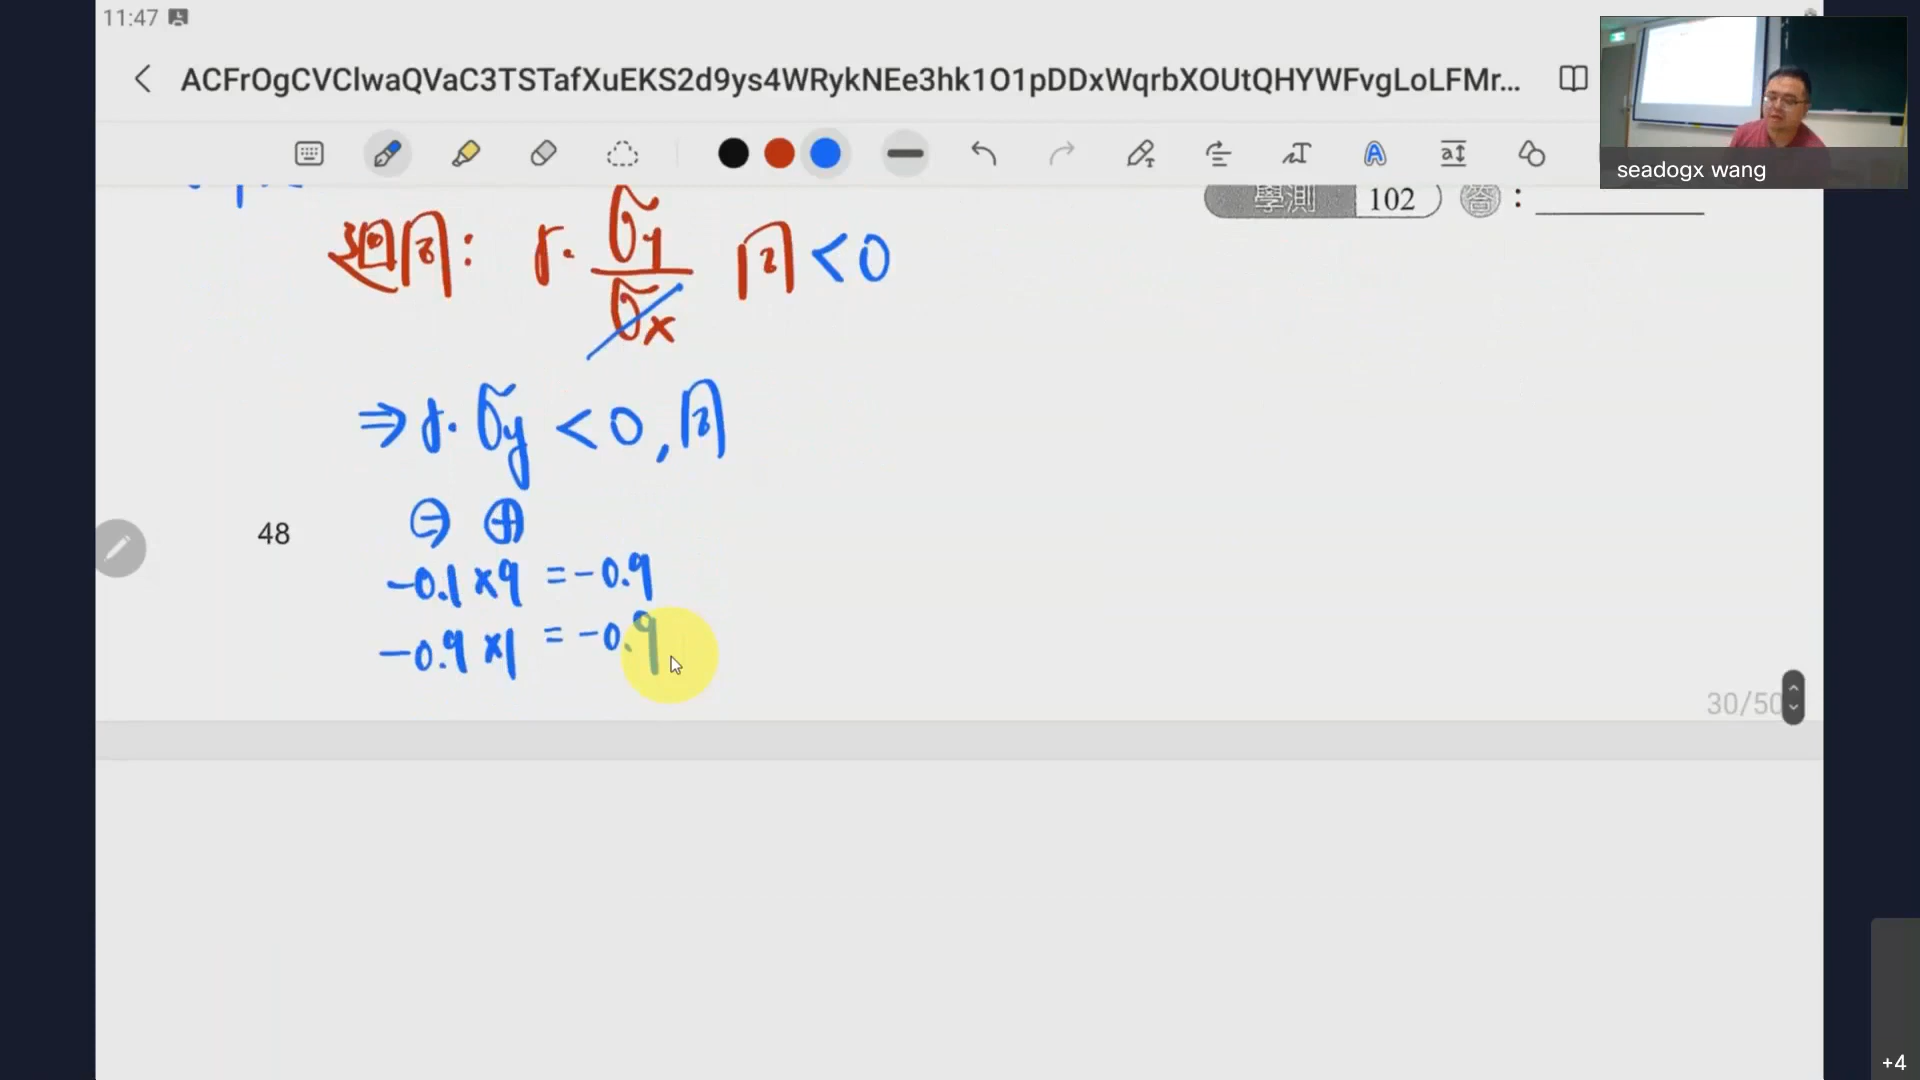 11:47
ACFrOgCVClwaQVaC3TSTafXuEKS2d9ys4WRykNEe3hk1O1pDDxWqrbXOUtQHYWFvgLoLFMr...
seadogx wang
學測 102 答：
迴同: r· σy/σx 同 < 0
⇒ r· σy < 0, 同
⊖ ⊕
48
-0.1×9 = -0.9
-0.9×1 = -0.9
30/50
+4